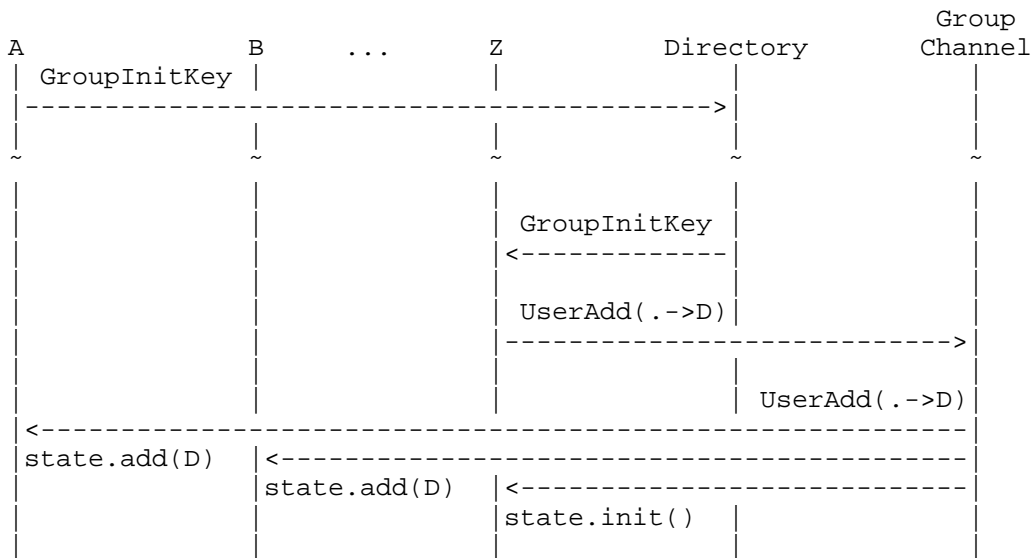 Group
A B ... Z Directory Channel
GroupInitKey
~ ~ ~ ~ ~
GroupInitKey
UserAdd(.->D)
UserAdd(.->D)
state.add(D)
state.add(D)
state.init()